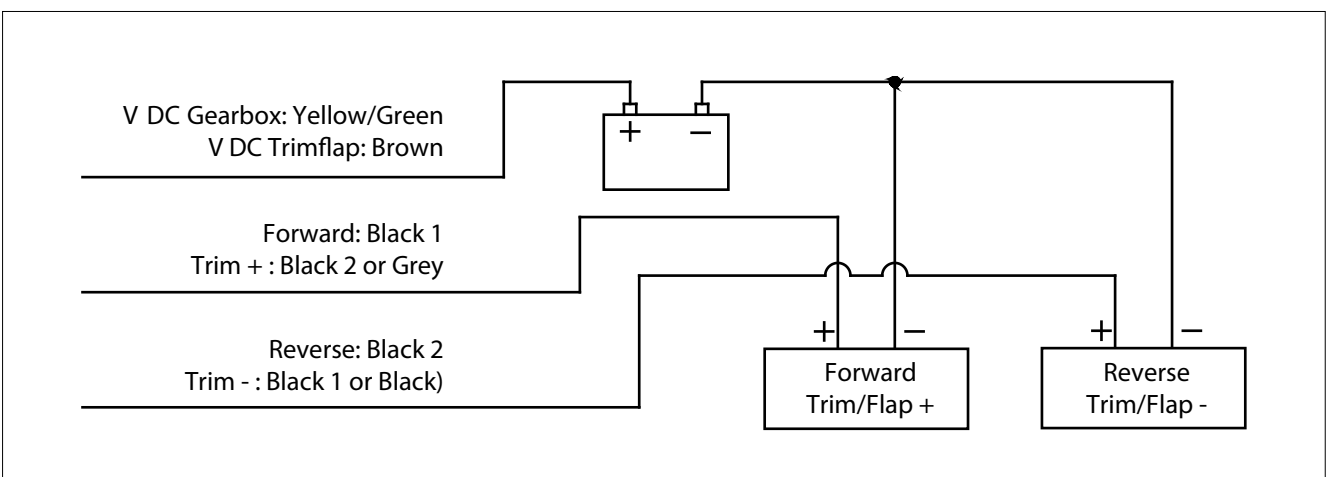 V DC Gearbox: Yellow/Green
V DC Trimflap: Brown
+ −
Forward: Black 1
Trim + : Black 2 or Grey
Reverse: Black 2
Trim - : Black 1 or Black)
+ − + −
Forward
Trim/Flap +
Reverse
Trim/Flap -